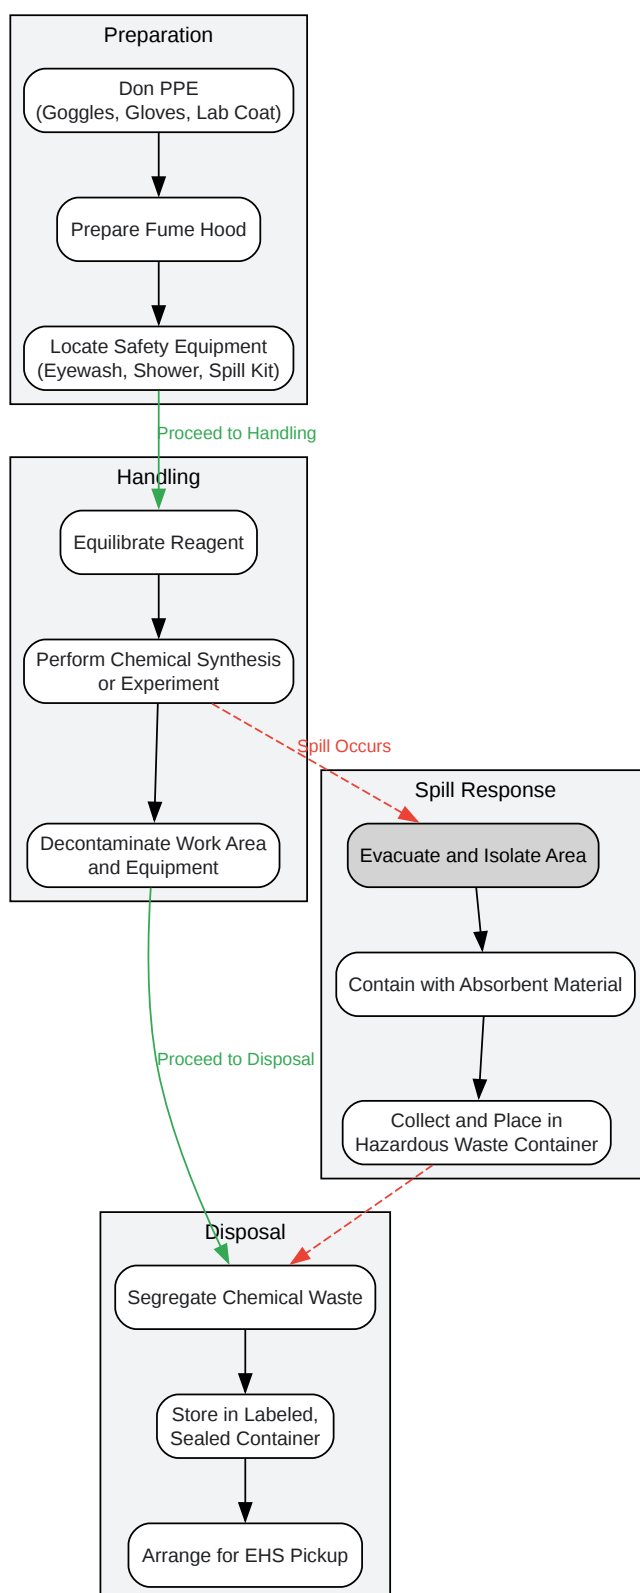 Preparation
Don PPE
(Goggles, Gloves, Lab Coat)
Prepare Fume Hood
Locate Safety Equipment
(Eyewash, Shower, Spill Kit)
Proceed to Handling
Handling
Equilibrate Reagent
Perform Chemical Synthesis
or Experiment
Spill Occurs
Decontaminate Work Area
and Equipment
Spill Response
Evacuate and Isolate Area
Contain with Absorbent Material
Proceed to Disposal
Collect and Place in
Hazardous Waste Container
Disposal
Segregate Chemical Waste
Store in Labeled,
Sealed Container
Arrange for EHS Pickup